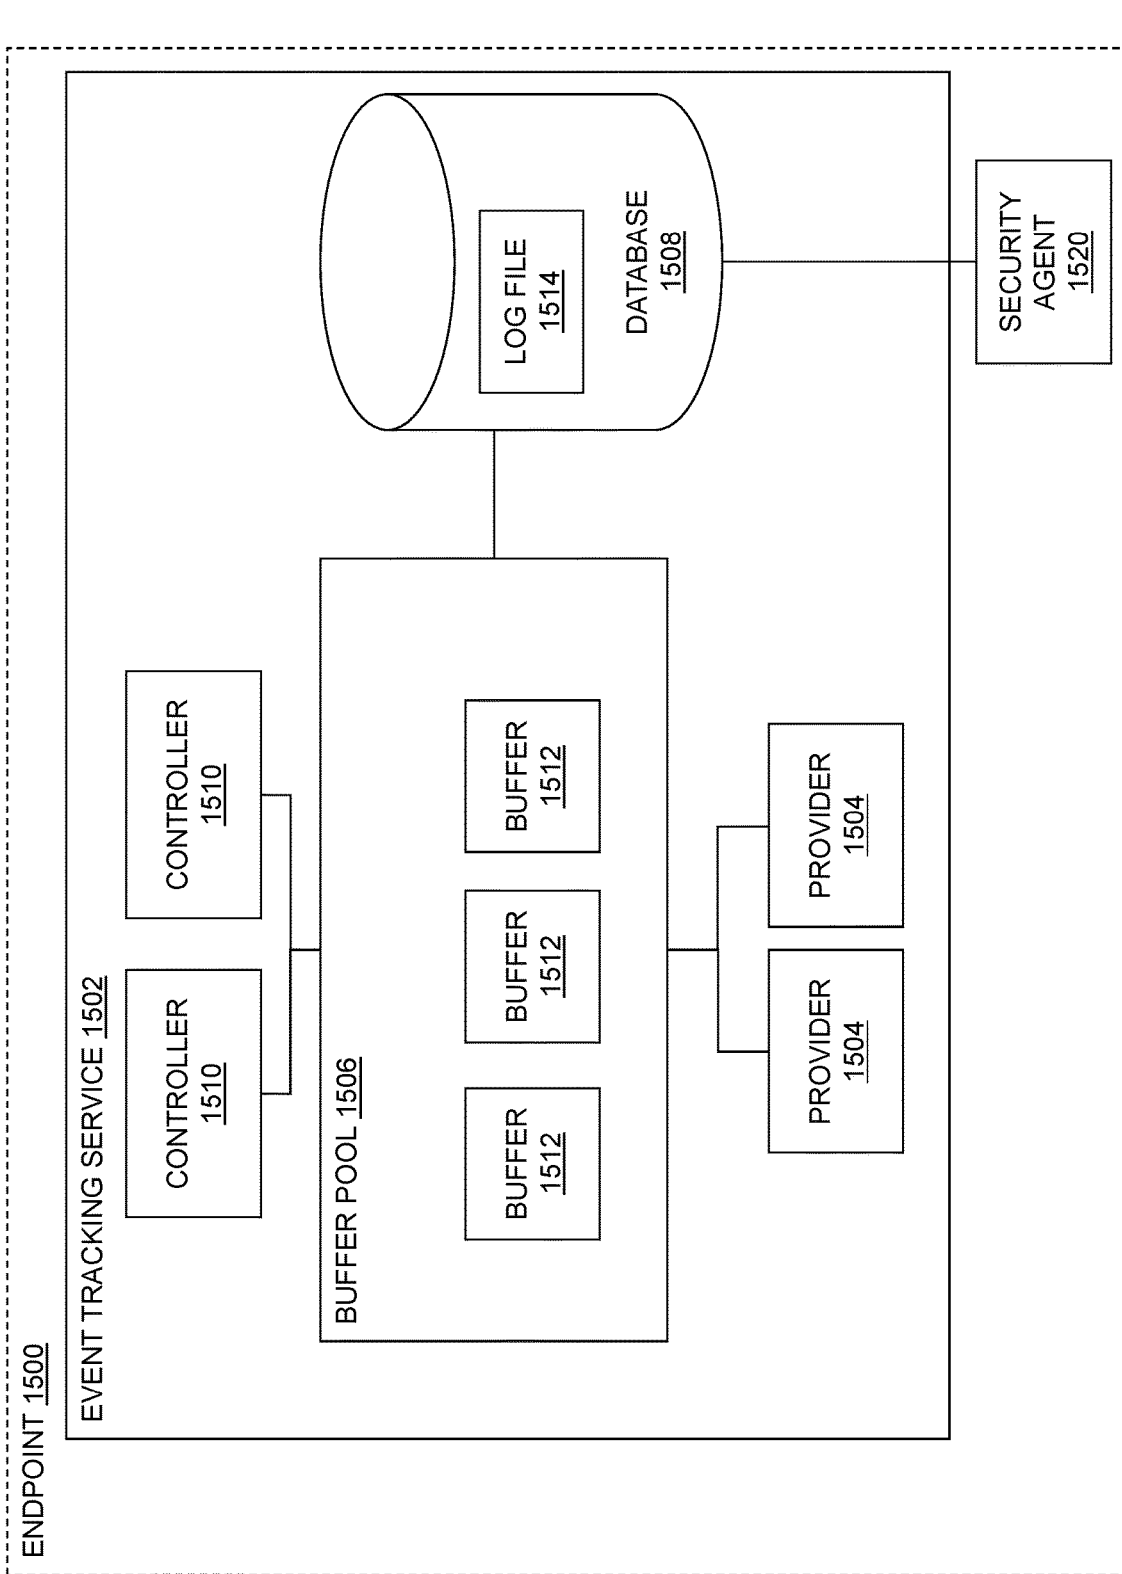 ENDPOINT 1500
EVENT TRACKING SERVICE 1502
CONTROLLER
1510
CONTROLLER
1510
BUFFER POOL 1506
BUFFER
1512
BUFFER
1512
BUFFER
1512
LOG FILE
1514
DATABASE
1508
PROVIDER
1504
PROVIDER
1504
SECURITY
AGENT
1520